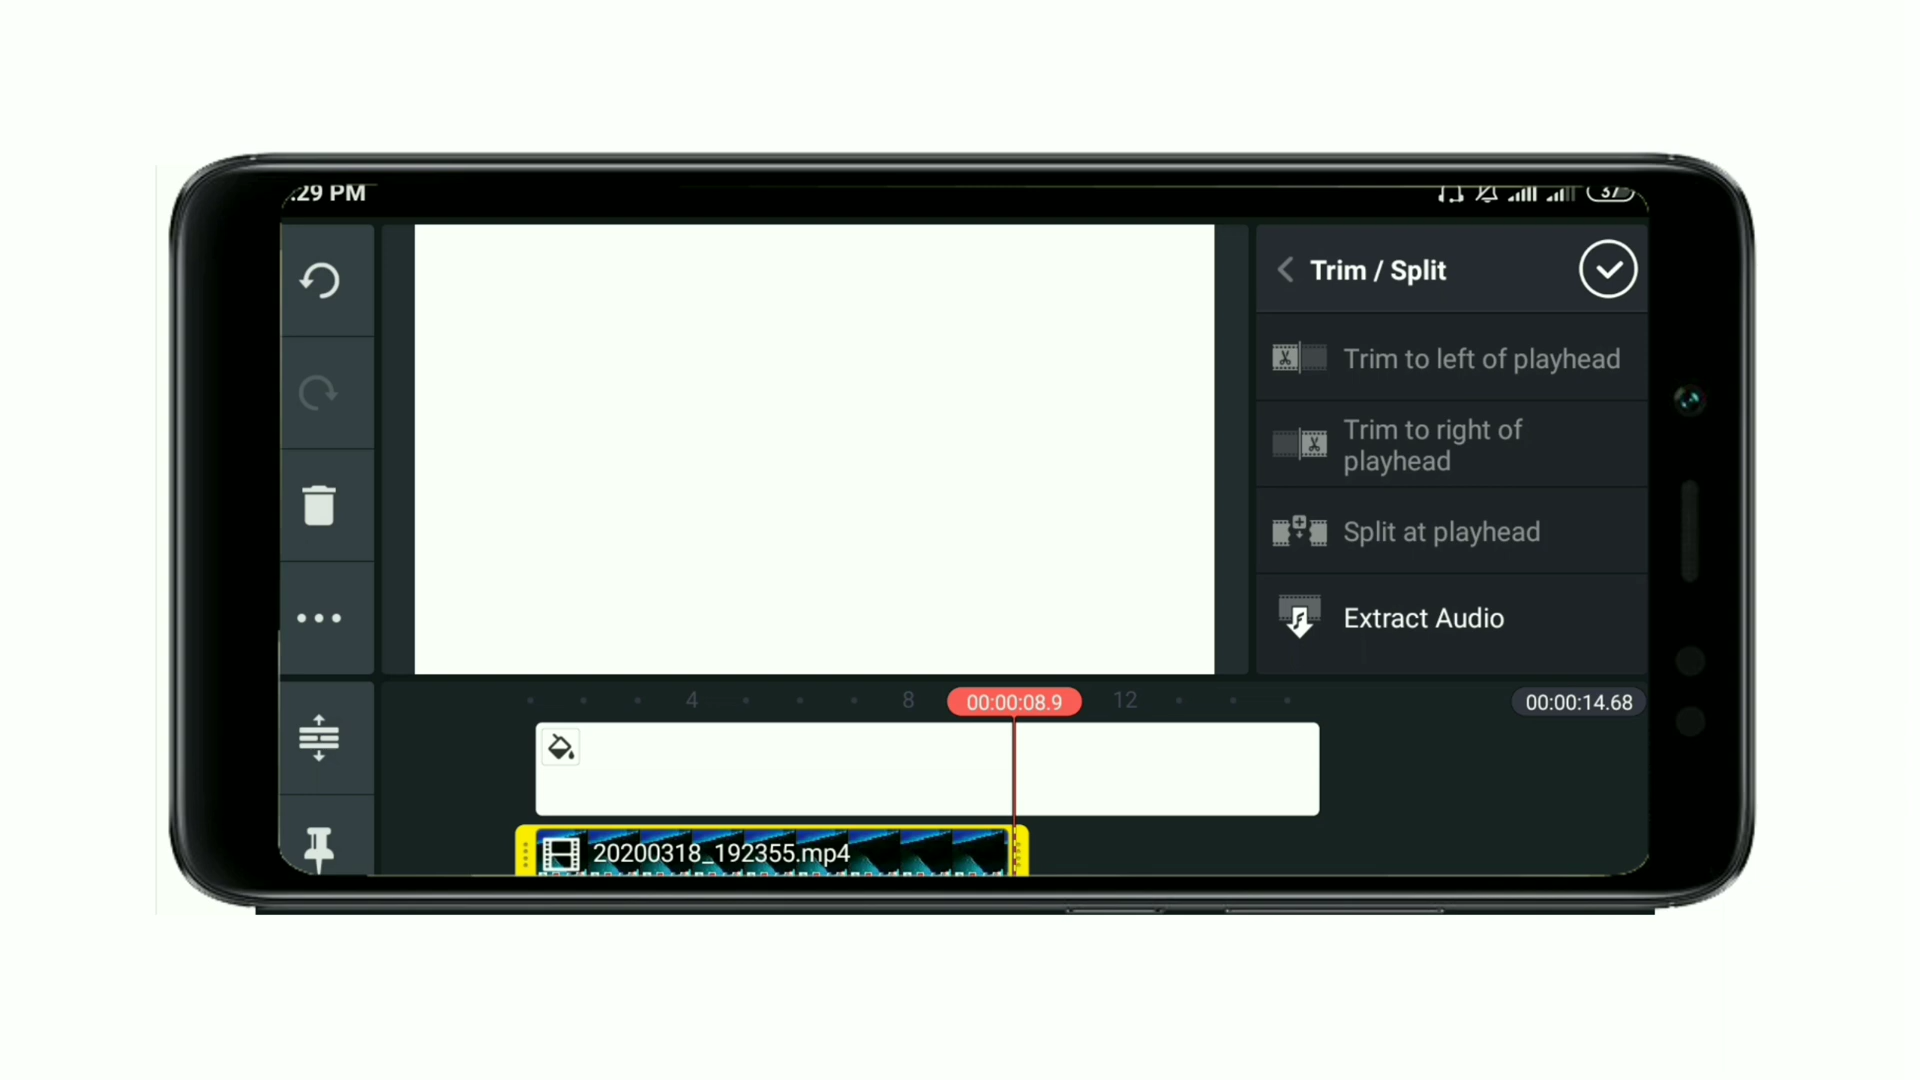 :29 PM
37
Trim / Split
Trim to left of playhead
Trim to right of
playhead
Split at playhead
Extract Audio
4
8
00:00:08.9
12
00:00:14.68
20200318_192355.mp4